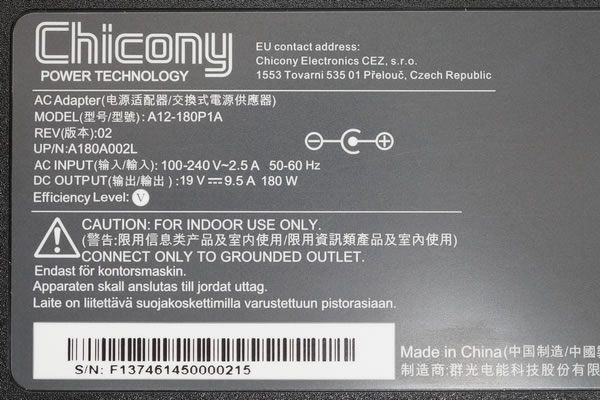 Chicony
POWER TECHNOLOGY
EU contact address:
Chicony Electronics CEZ, s.r.o.
1553 Tovarni 535 01 Přelouč, Czech Republic
AC Adapter(电源适配器/交換式電源供應器)
MODEL(型号/型號): A12-180P1A
REV(版本):02
UP/N:A180A002L
AC INPUT(输入/輸入): 100-240 V~2.5 A 50-60 Hz
DC OUTPUT(输出/輸出) :19 V⎓9.5 A 180 W
Efficiency Level: V
CAUTION: FOR INDOOR USE ONLY.
(警告:限用信息类产品及室内使用/限用資訊類產品及室內使用)
CONNECT ONLY TO GROUNDED OUTLET.
Endast för kontorsmaskin.
Apparaten skall anslutas till jordat uttag.
Laite on liitettävä suojakoskettimilla varustettuun pistorasiaan.
S/N: F137461450000215
Made in China(中国制造/中國
制造商:群光电能科技股份有限